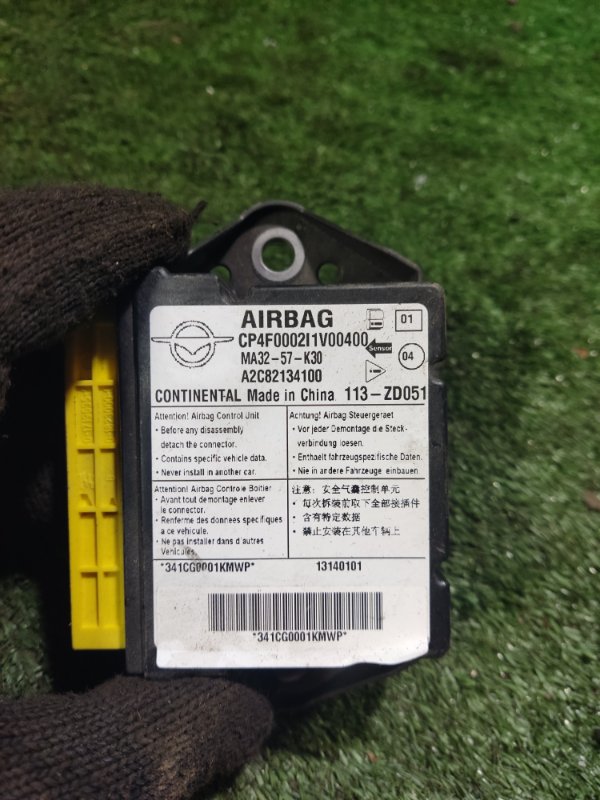 AIRBAG
01
CP4F0002I1V00400
Sensor
04
MA32-57-K30
A2C82134100
CONTINENTAL Made in China 113-ZD051
Attention! Airbag Control Unit
• Before any disassembly
detach the connector.
• Contains specific vehicle data.
• Never install in another car.
Achtung! Airbag Steuergeraet
• Vor jeder Demontage die Steck-
verbindung loesen.
• Enthaelt fahrzeugspezifische Daten.
• Nie in andere Fahrzeuge einbauen.
Attention! Airbag Controle Boitier
• Avant tout demontage enlever
le connector.
• Renferme des donnees specifiques
a ce vehicule.
• Ne pas installer dans d autres
Vehicules.
注意: 安全气囊控制单元
• 每次拆装前取下全部接插件
• 含有特定数据
• 禁止安装在其他车辆上
*341CG0001KMWP* 13140101
*341CG0001KMWP*